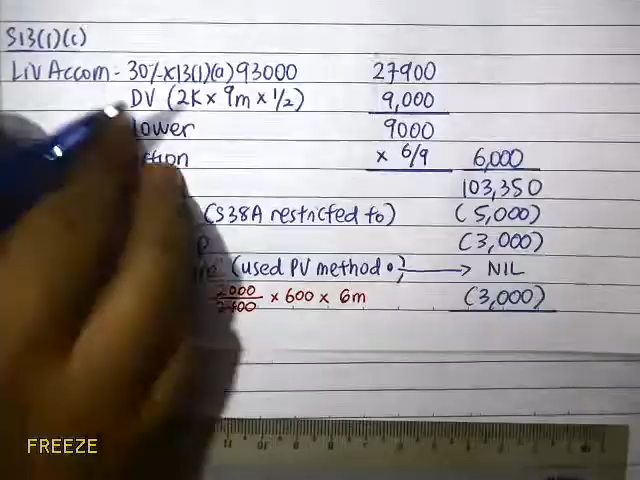 S13(1)(c)
Liv Accom - 30% x 13(1)(a) 93000 27900
DV (2K x 9m x 1/2) 9,000
lower 9000
x 6/9 6,000
103,350
(S38A restricted to) (5,000)
(3,000)
(used PV method) → NIL
2000/2400 x 600 x 6m (3,000)
FREEZE